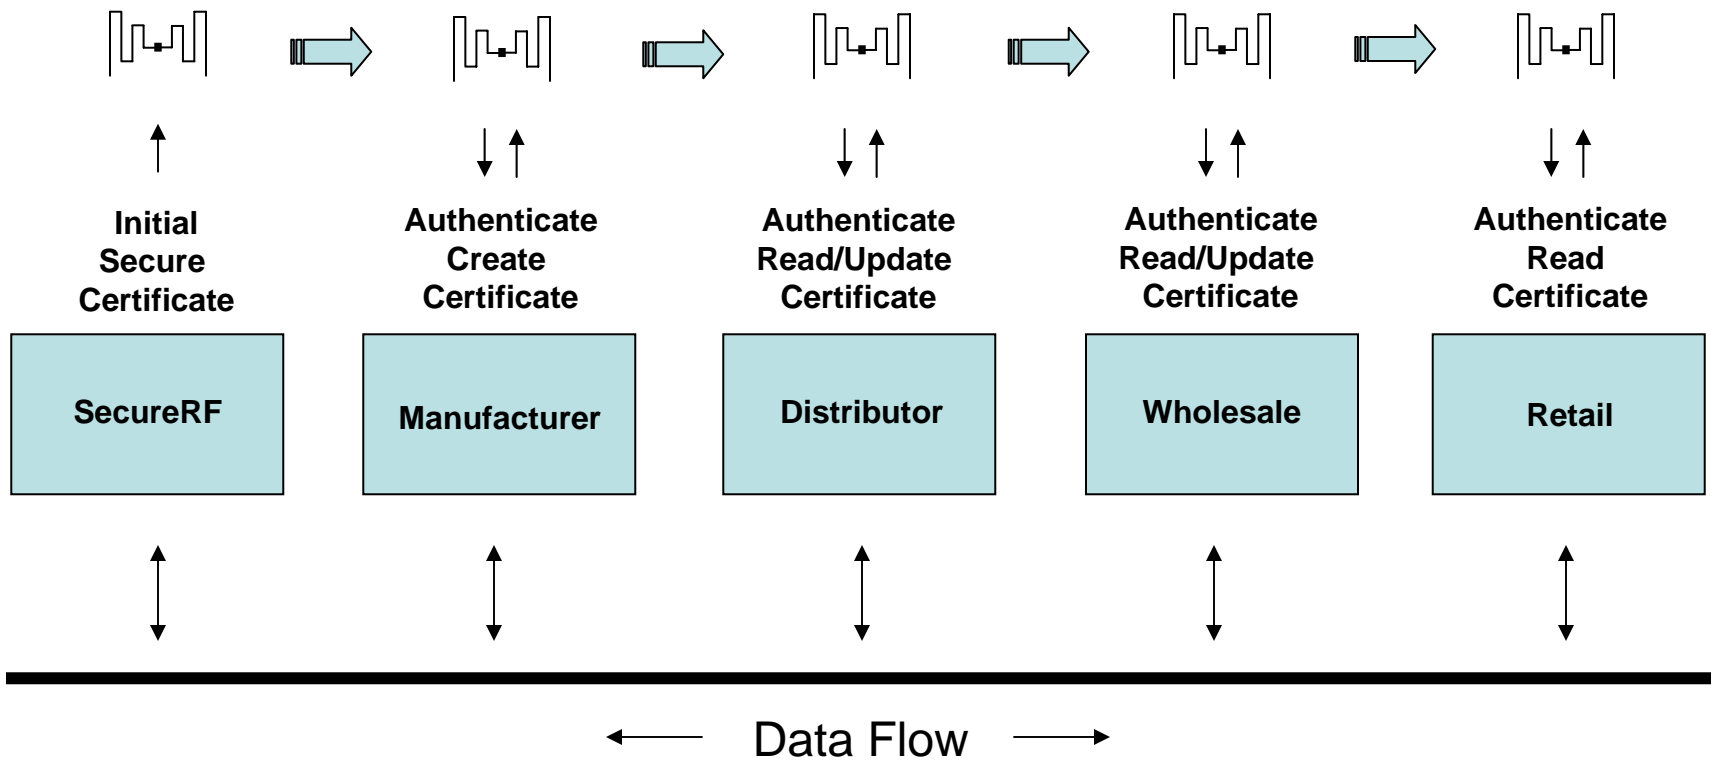 Initial
Secure
Certificate
Authenticate
Create
Certificate
Authenticate
Read/Update
Certificate
Authenticate
Read/Update
Certificate
Authenticate
Read
Certificate
SecureRF
Manufacturer
Distributor
Wholesale
Retail
Data Flow